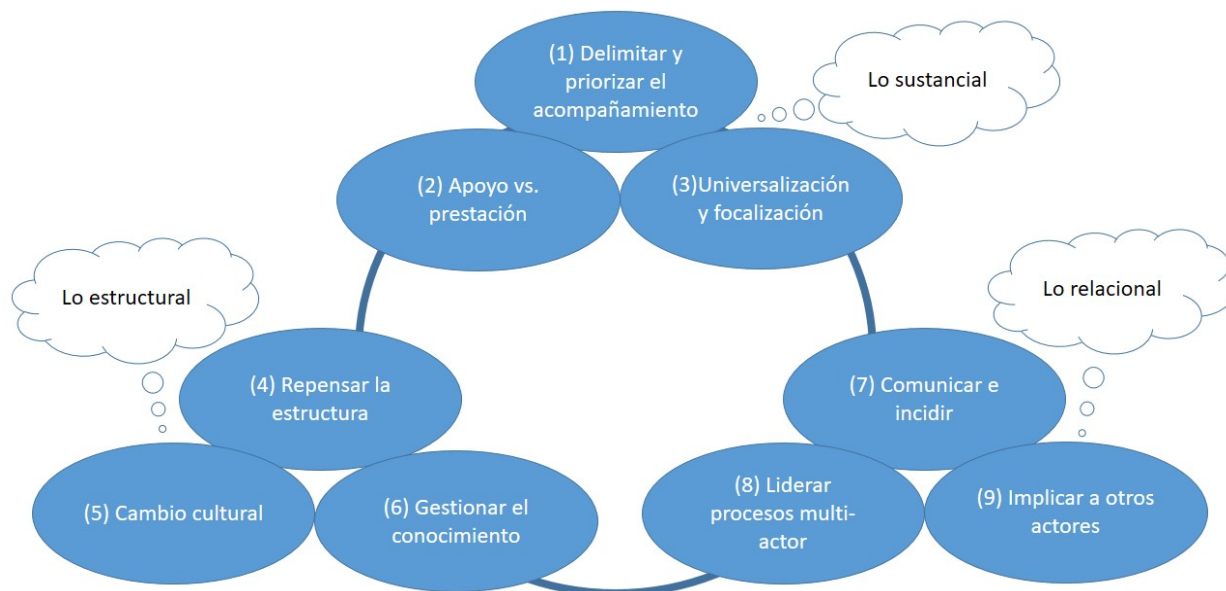 (1) Delimitar y
priorizar el
acompañamiento
Lo sustancial
(2) Apoyo vs.
prestación
(3)Universalización
y focalización
Lo estructural
Lo relacional
(4) Repensar la
estructura
(7) Comunicar e
incidir
(5) Cambio cultural
(6) Gestionar el
conocimiento
(8) Liderar
procesos multi-
actor
(9) Implicar a otros
actores